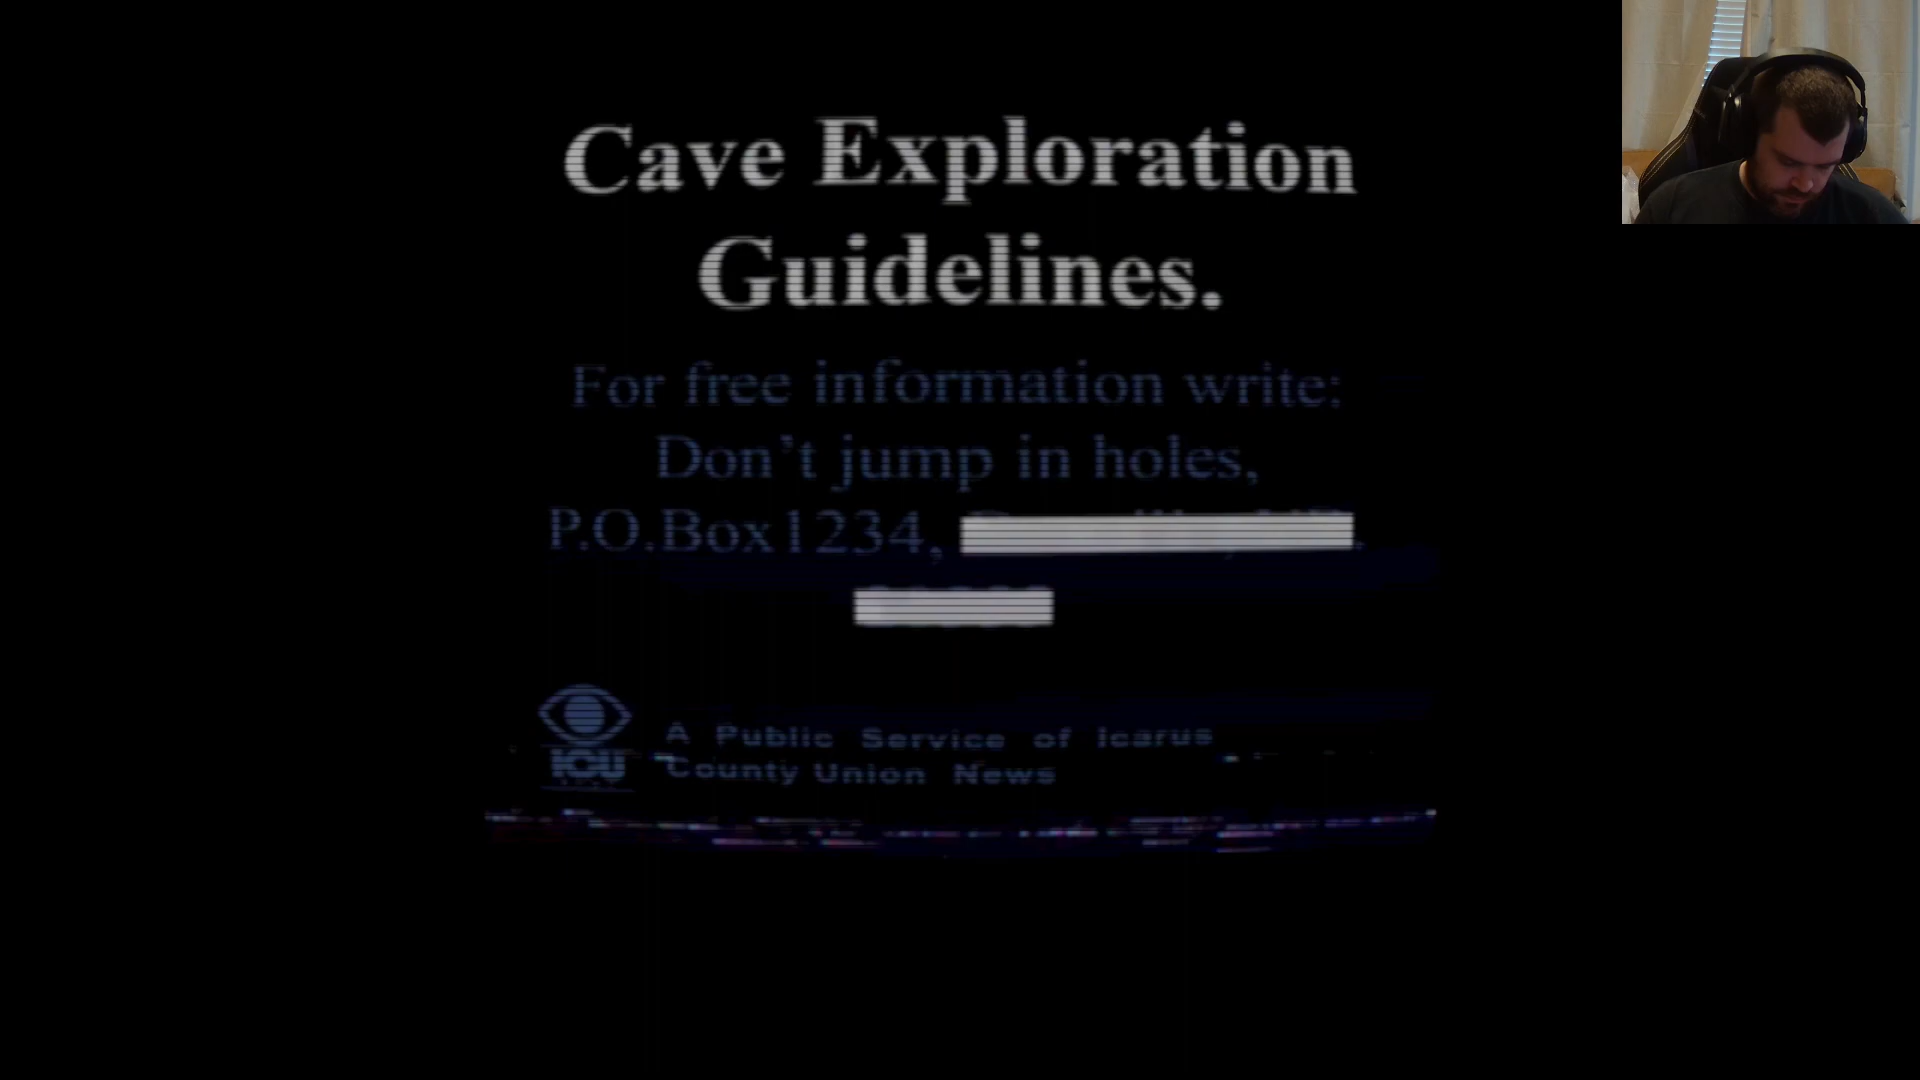 Cave Exploration
Guidelines.
For free information write:
Don't jump in holes,
P.O.Box1234,
ICU
A Public Service of Icarus
County Union News